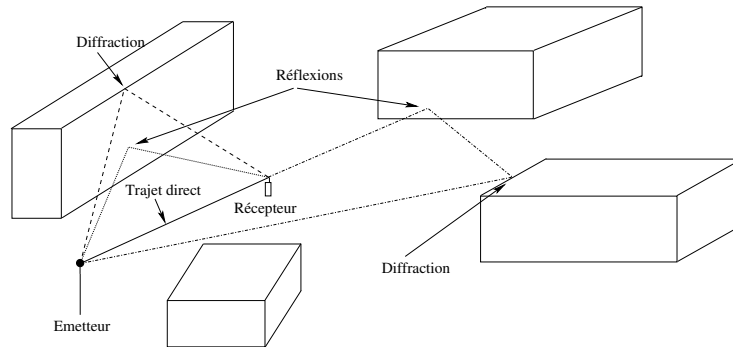 Diffraction
Réflexions
Trajet direct
Récepteur
Diffraction
Emetteur